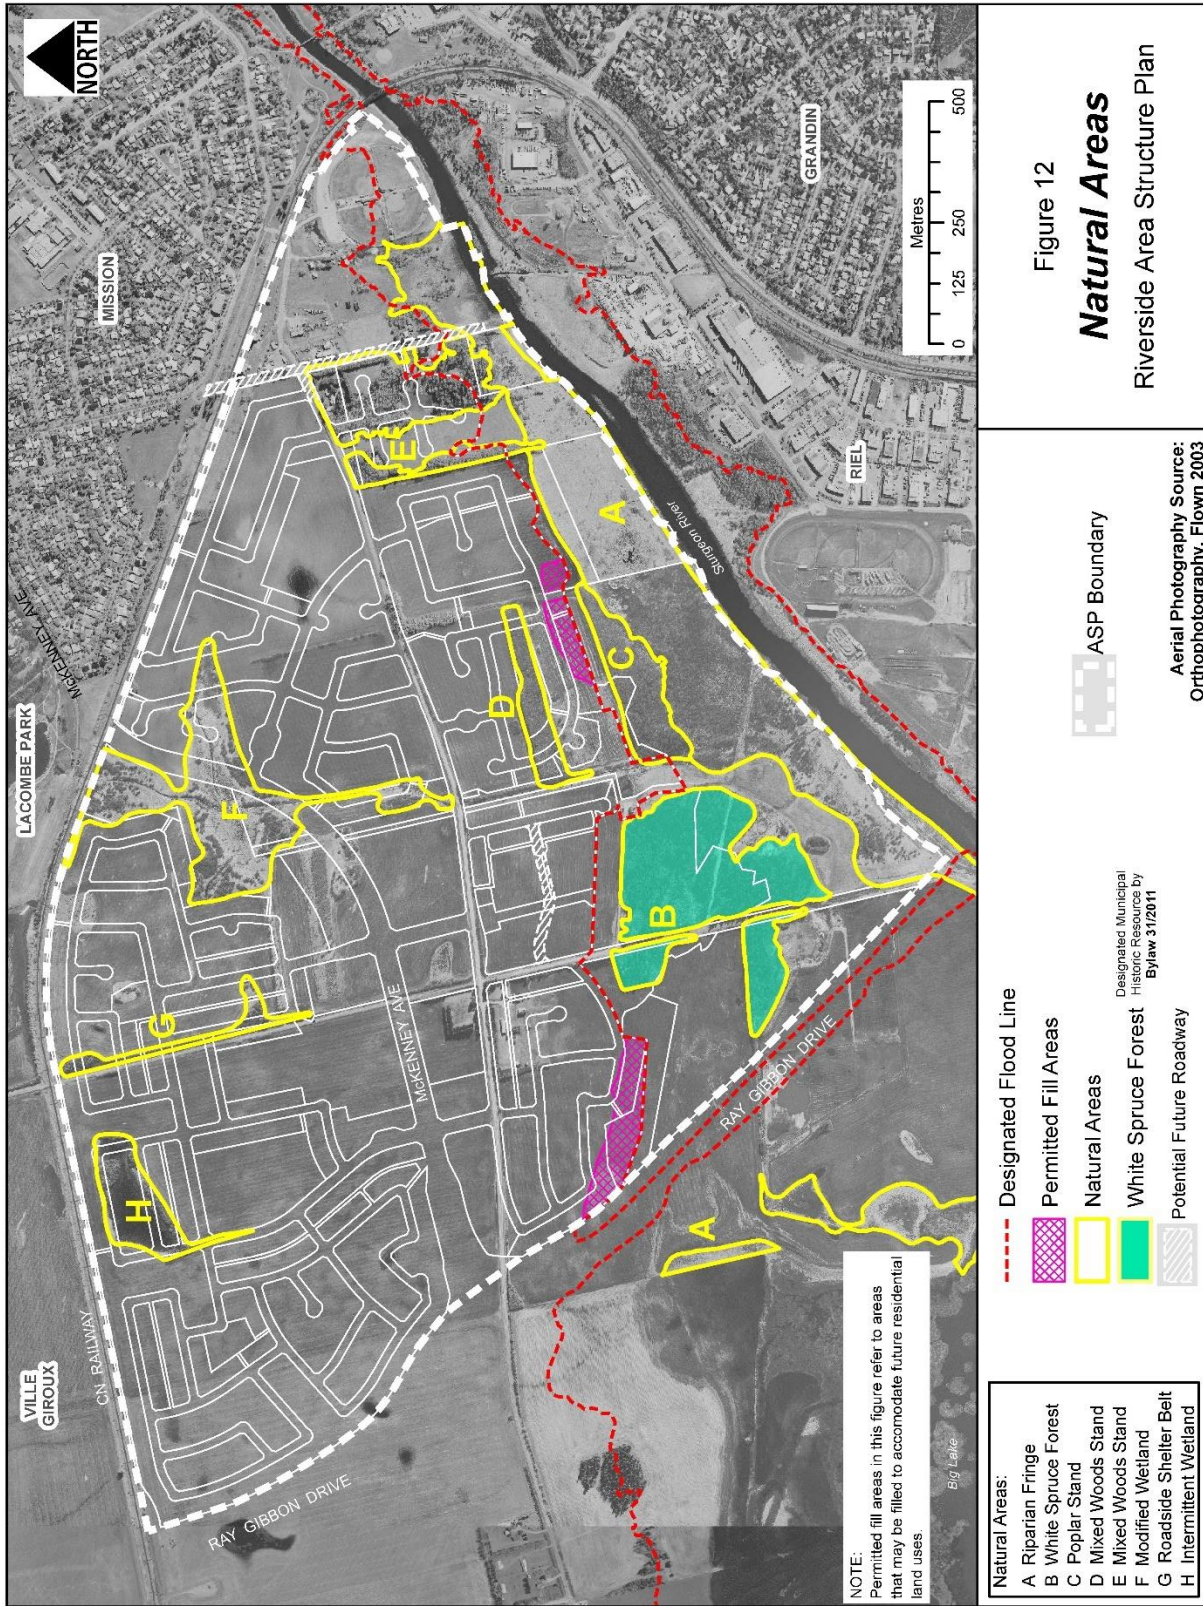 NORTH
VILLE
GIROUX
LACOMBE PARK
MISSION
GRANDIN
RIEL
CN RAILWAY
McKENNEY AVE
McKENNEY AVE
RAY GIBBON DRIVE
RAY GIBBON DRIVE
Sturgeon River
Big Lake
H
G
F
E
D
C
B
A
A
Metres
0 125 250 500
NOTE:
Permitted fill areas in this figure refer to areas
that may be filled to accomodate future residential
land uses.
Natural Areas:
A Riparian Fringe
B White Spruce Forest
C Poplar Stand
D Mixed Woods Stand
E Mixed Woods Stand
F Modified Wetland
G Roadside Shelter Belt
H Intermittent Wetland
Designated Flood Line
Permitted Fill Areas
Natural Areas
White Spruce Forest
Designated Municipal
Historic Resource by
Bylaw 31/2011
Potential Future Roadway
ASP Boundary
Aerial Photography Source:
Orthophotography, Flown 2003
Figure 12
Natural Areas
Riverside Area Structure Plan